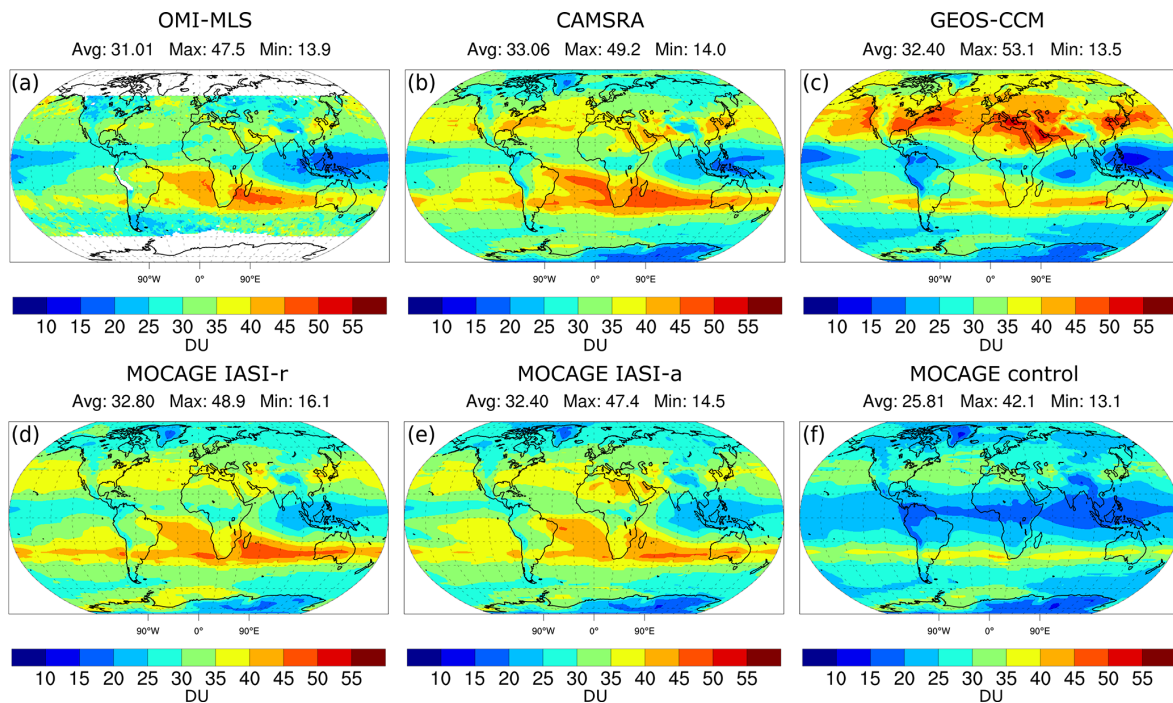 OMI-MLS
CAMSRA
GEOS-CCM
Avg: 31.01 Max: 47.5 Min: 13.9
Avg: 33.06 Max: 49.2 Min: 14.0
Avg: 32.40 Max: 53.1 Min: 13.5
(a)
(b)
(c)
90°W 0° 90°E
90°W 0° 90°E
90°W 0° 90°E
10 15 20 25 30 35 40 45 50 55
10 15 20 25 30 35 40 45 50 55
10 15 20 25 30 35 40 45 50 55
DU
DU
DU
MOCAGE IASI-r
MOCAGE IASI-a
MOCAGE control
Avg: 32.80 Max: 48.9 Min: 16.1
Avg: 32.40 Max: 47.4 Min: 14.5
Avg: 25.81 Max: 42.1 Min: 13.1
(d)
(e)
(f)
90°W 0° 90°E
90°W 0° 90°E
90°W 0° 90°E
10 15 20 25 30 35 40 45 50 55
10 15 20 25 30 35 40 45 50 55
10 15 20 25 30 35 40 45 50 55
DU
DU
DU